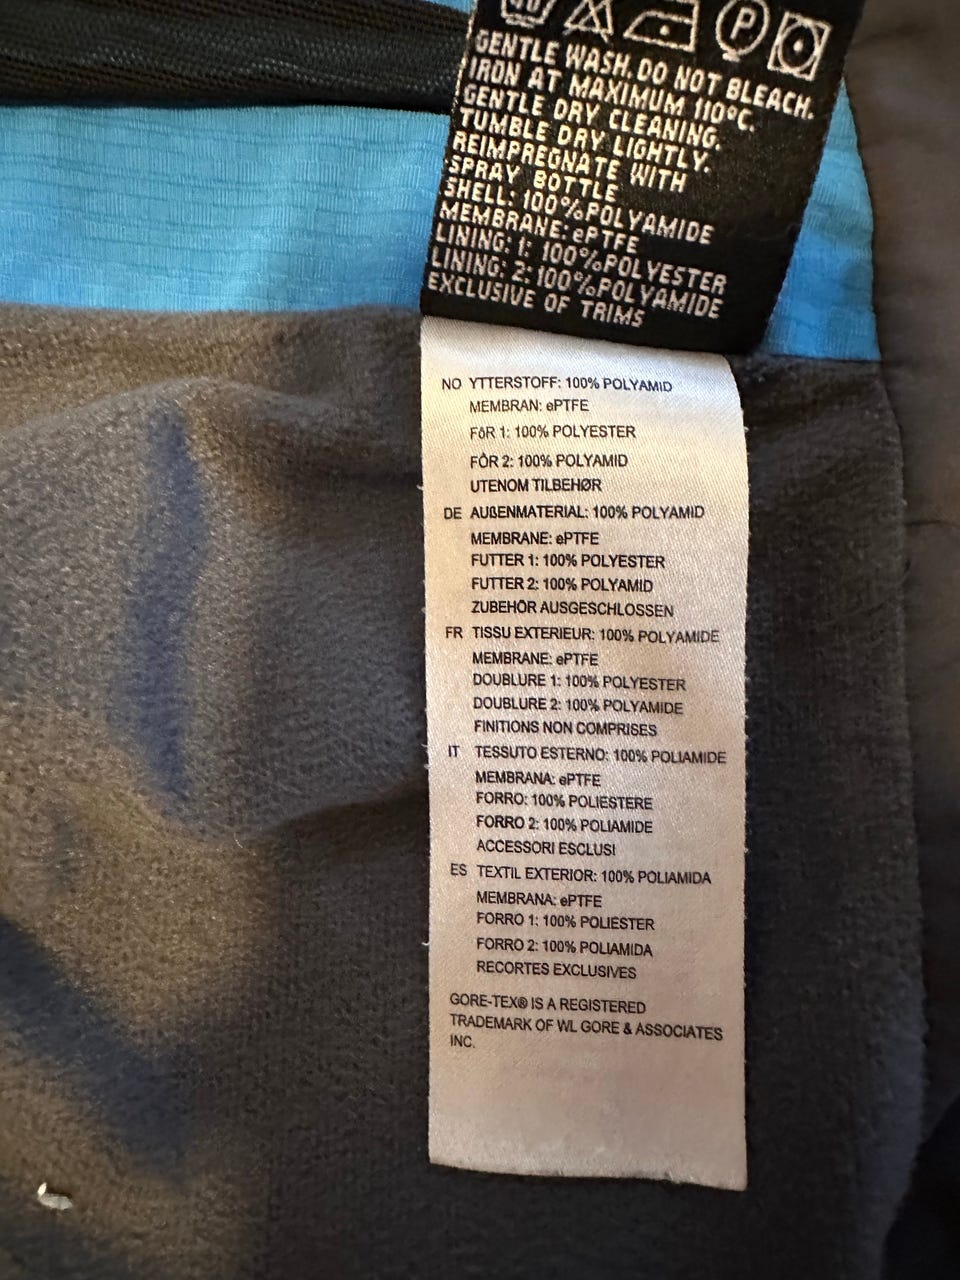 GENTLE WASH. DO NOT BLEACH.
IRON AT MAXIMUM 110°C.
GENTLE DRY CLEANING.
TUMBLE DRY LIGHTLY.
REIMPREGNATE WITH
SPRAY BOTTLE
SHELL: 100%POLYAMIDE
MEMBRANE: ePTFE
LINING: 1: 100%POLYESTER
LINING: 2: 100%POLYAMIDE
EXCLUSIVE OF TRIMS
NO YTTERSTOFF: 100% POLYAMID
MEMBRAN: ePTFE
FôR 1: 100% POLYESTER
FÔR 2: 100% POLYAMID
UTENOM TILBEHØR
DE AUßENMATERIAL: 100% POLYAMID
MEMBRANE: ePTFE
FUTTER 1: 100% POLYESTER
FUTTER 2: 100% POLYAMID
ZUBEHÖR AUSGESCHLOSSEN
FR TISSU EXTERIEUR: 100% POLYAMIDE
MEMBRANE: ePTFE
DOUBLURE 1: 100% POLYESTER
DOUBLURE 2: 100% POLYAMIDE
FINITIONS NON COMPRISES
IT TESSUTO ESTERNO: 100% POLIAMIDE
MEMBRANA: ePTFE
FORRO: 100% POLIESTERE
FORRO 2: 100% POLIAMIDE
ACCESSORI ESCLUSI
ES TEXTIL EXTERIOR: 100% POLIAMIDA
MEMBRANA: ePTFE
FORRO 1: 100% POLIESTER
FORRO 2: 100% POLIAMIDA
RECORTES EXCLUSIVES
GORE-TEX® IS A REGISTERED
TRADEMARK OF WL GORE & ASSOCIATES
INC.